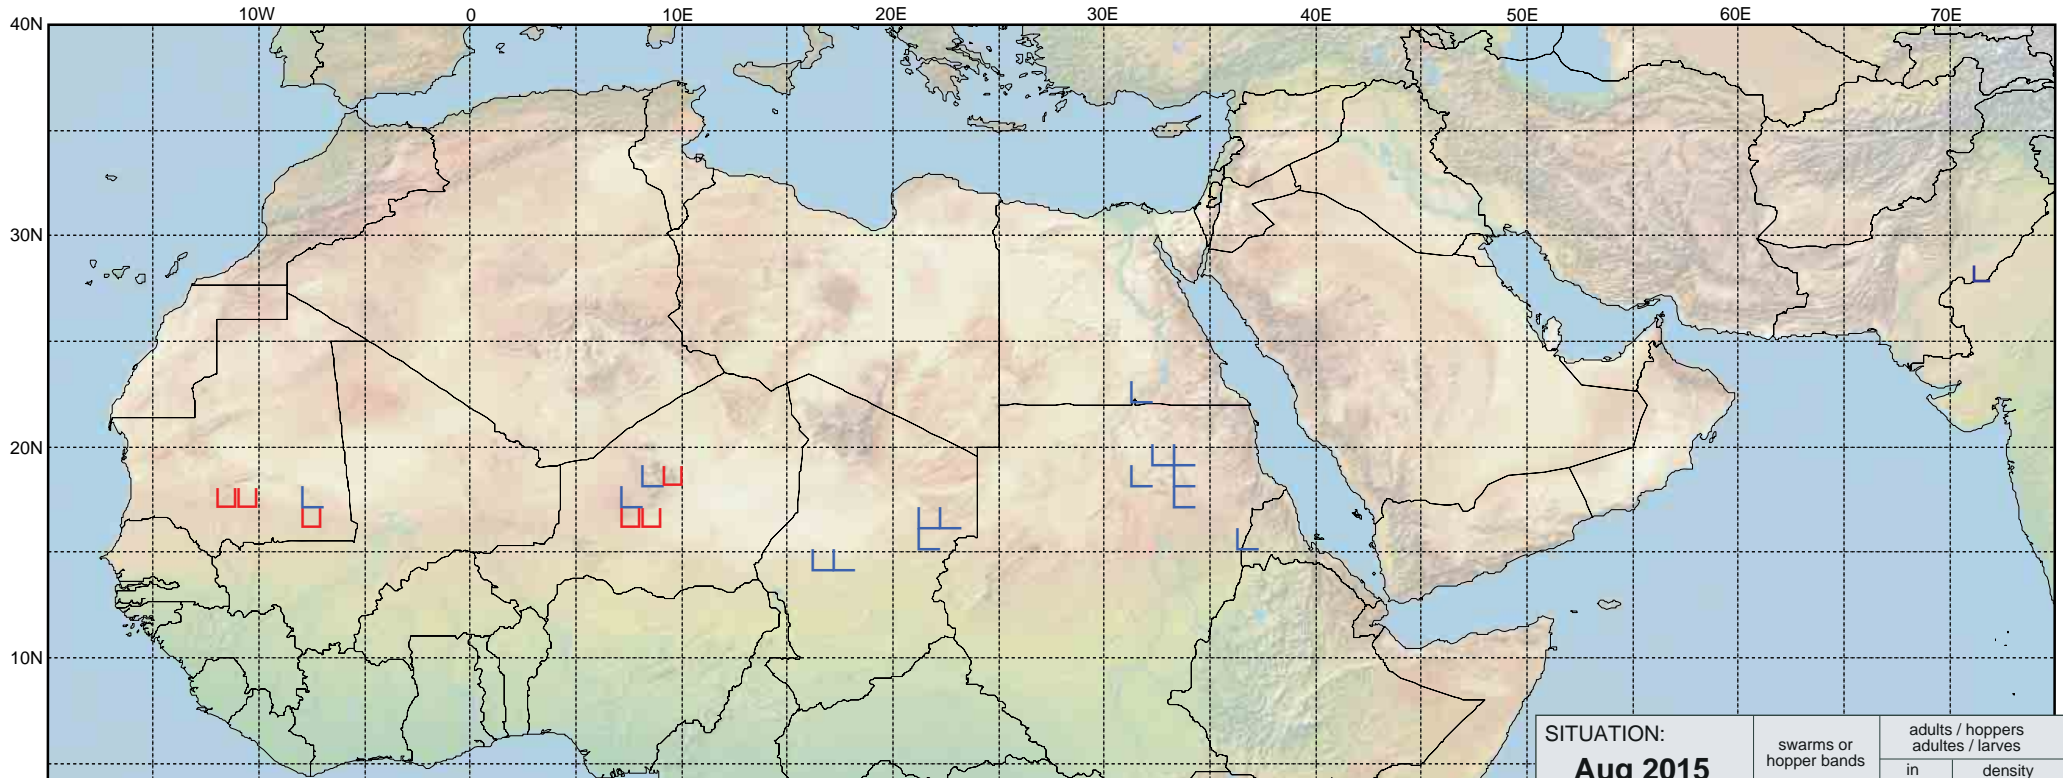 40N
10W 0 10E 20E 30E 40E 50E 60E 70E
30N
20N
10N
SITUATION:
Aug 2015
swarms or
hopper bands
adults / hoppers
adultes / larves
in density